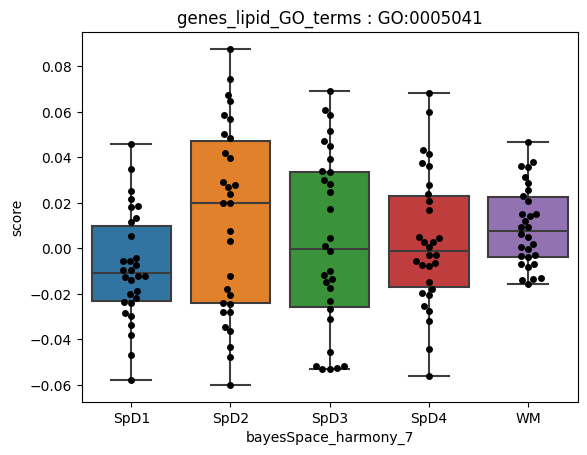 genes_lipid_GO_terms : GO:0005041
0.08
0.06
0.04
0.02
0.00
−0.02
−0.04
−0.06
score
SpD1 SpD2 SpD3 SpD4 WM
bayesSpace_harmony_7